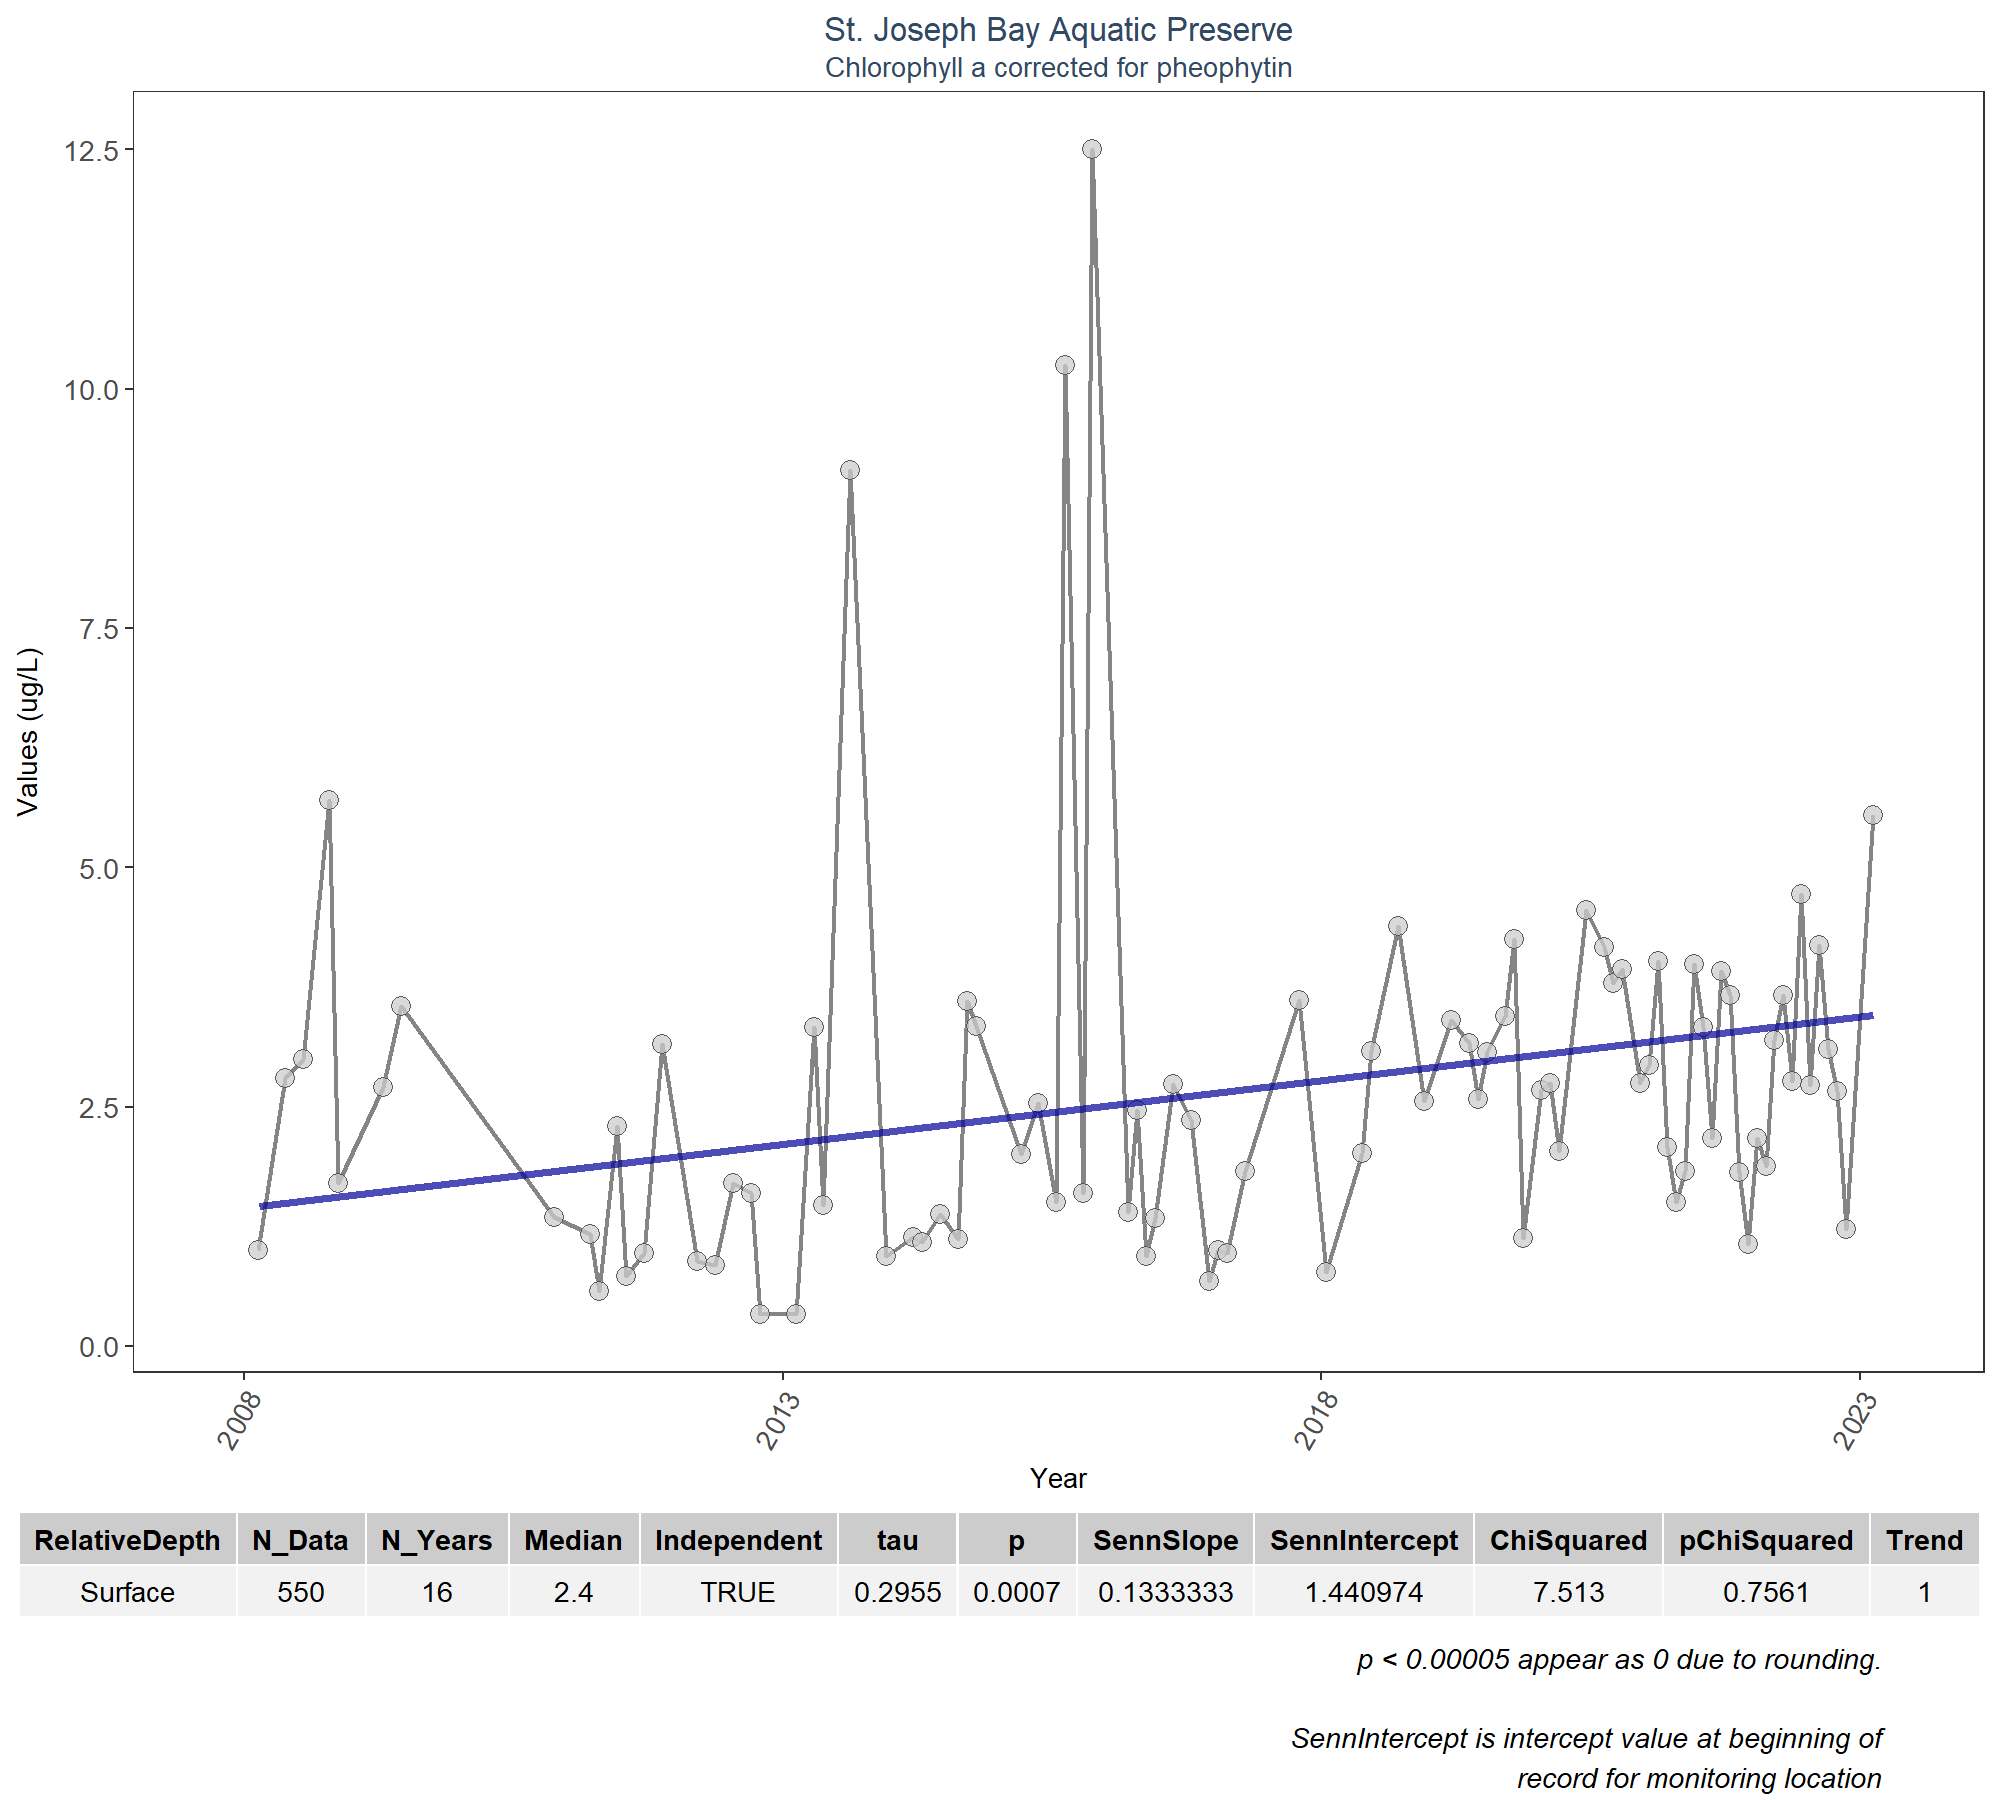 St. Joseph Bay Aquatic Preserve
Chlorophyll a corrected for pheophytin
12.5
10.0
7.5
5.0
2.5
0.0
Values (ug/L)
2008 2013 2018 2023
Year
RelativeDepth N_Data N_Years Median Independent tau p SennSlope SennIntercept ChiSquared pChiSquared Trend
Surface 550 16 2.4 TRUE 0.2955 0.0007 0.1333333 1.440974 7.513 0.7561 1
p < 0.00005 appear as 0 due to rounding.
SennIntercept is intercept value at beginning of
record for monitoring location